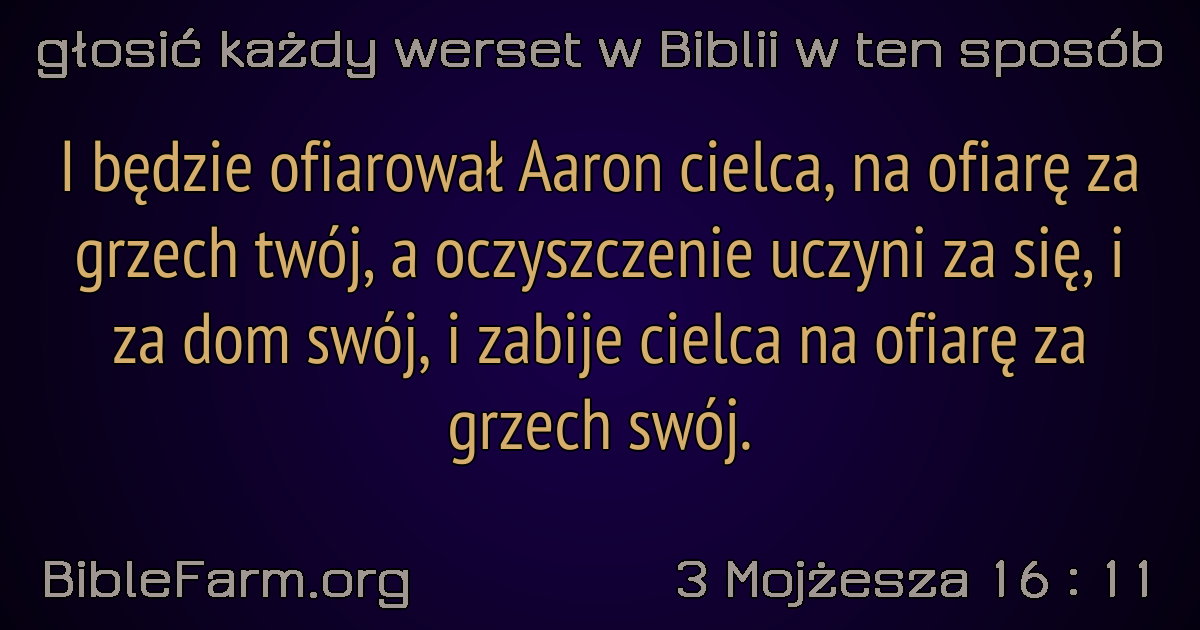 głosić każdy werset w Biblii w ten sposób
I będzie ofiarował Aaron cielca, na ofiarę za
grzech twój, a oczyszczenie uczyni za się, i
za dom swój, i zabije cielca na ofiarę za
grzech swój.
BibleFarm.org
3 Mojżesza 16 : 11